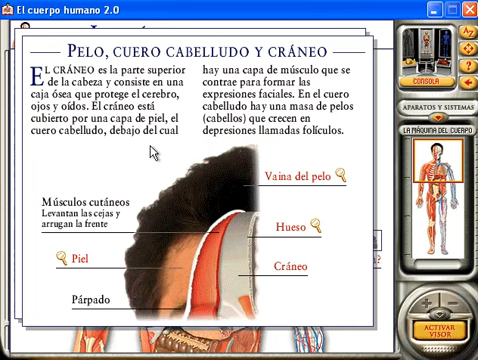 El cuerpo humano 2.0
PELO, CUERO CABELLUDO Y CRÁNEO
EL CRÁNEO es la parte superior
de la cabeza y consiste en una
caja ósea que protege el cerebro,
ojos y oídos. El cráneo está
cubierto por una capa de piel, el
cuero cabelludo, debajo del cual
hay una capa de músculo que se
contrae para formar las
expresiones faciales. En el cuero
cabelludo hay una masa de pelos
(cabellos) que crecen en
depresiones llamadas folículos.
Vaina del pelo
Músculos cutáneos
Levantan las cejas y
arrugan la frente
Hueso
Piel
Cráneo
Párpado
CONSOLA
APARATOS Y SISTEMAS
LA MÁQUINA DEL CUERPO
ACTIVAR
VISOR